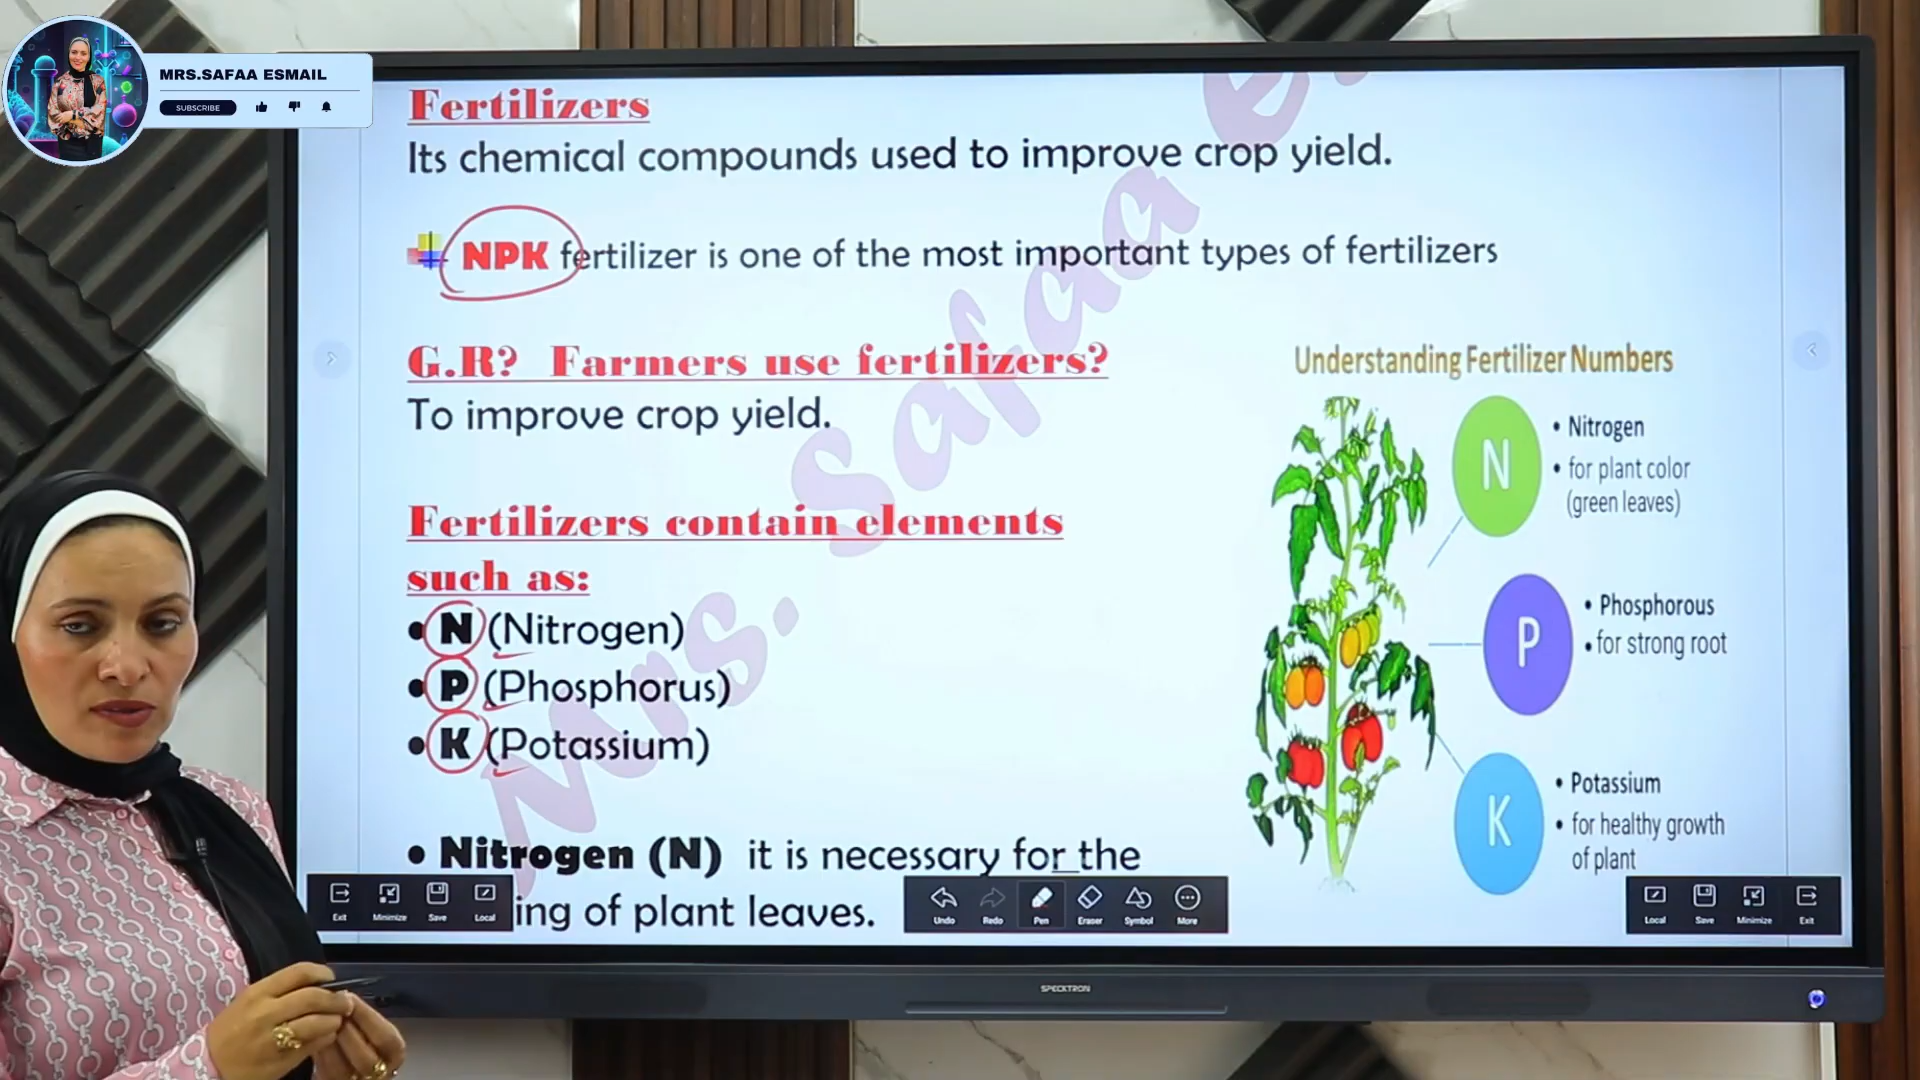 MRS.SAFAA ESMAIL
SUBSCRIBE
Fertilizers
Its chemical compounds used to improve crop yield.
NPK fertilizer is one of the most important types of fertilizers
G.R? Farmers use fertilizers?
To improve crop yield.
Fertilizers contain elements
such as:
• N (Nitrogen)
• P (Phosphorus)
• K (Potassium)
• Nitrogen (N) it is necessary for the
ing of plant leaves.
Understanding Fertilizer Numbers
N
• Nitrogen
• for plant color
(green leaves)
P
• Phosphorous
• for strong root
K
• Potassium
• for healthy growth
of plant
Mrs. Safaa e
Exit Minimize Save Local
Undo Redo Pen Eraser Symbol More
Local Save Minimize Exit
SPECKTRON